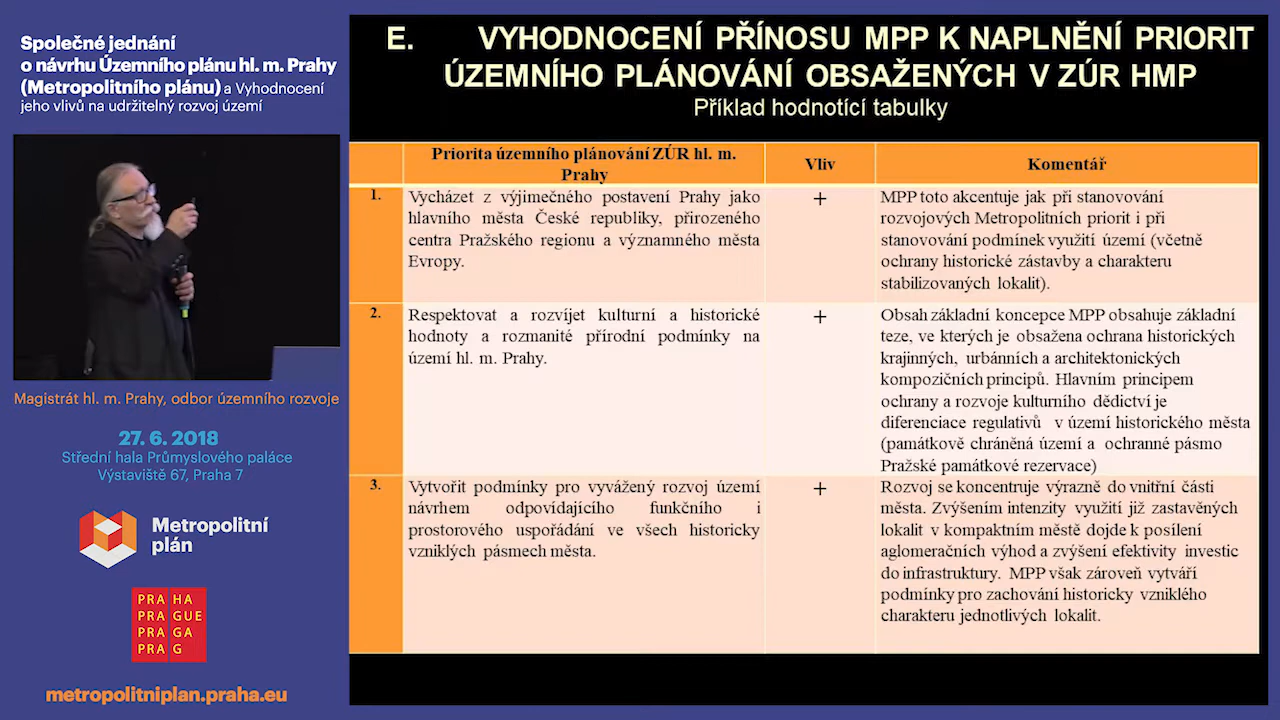 Společné jednání
o návrhu Územního plánu hl. m. Prahy
(Metropolitního plánu) a Vyhodnocení
jeho vlivů na udržitelný rozvoj území
Magistrát hl. m. Prahy, odbor územního rozvoje
27. 6. 2018
Střední hala Průmyslového paláce
Výstaviště 67, Praha 7
Metropolitní
plán
PRA HA
PRA GUE
PRA GA
PRA G
metropolitniplan.praha.eu
E. VYHODNOCENÍ PŘÍNOSU MPP K NAPLNĚNÍ PRIORIT
ÚZEMNÍHO PLÁNOVÁNÍ OBSAŽENÝCH V ZÚR HMP
Příklad hodnotící tabulky
Priorita územního plánování ZÚR hl. m.
Prahy
Vliv
Komentář
1.
Vycházet z výjimečného postavení Prahy jako
hlavního města České republiky, přirozeného
centra Pražského regionu a významného města
Evropy.
+
MPP toto akcentuje jak při stanovování
rozvojových Metropolitních priorit i při
stanovování podmínek využití území (včetně
ochrany historické zástavby a charakteru
stabilizovaných lokalit).
2.
Respektovat a rozvíjet kulturní a historické
hodnoty a rozmanité přírodní podmínky na
území hl. m. Prahy.
+
Obsah základní koncepce MPP obsahuje základní
teze, ve kterých je obsažena ochrana historických
krajinných, urbánních a architektonických
kompozičních principů. Hlavním principem
ochrany a rozvoje kulturního dědictví je
diferenciace regulativů v území historického města
(památkově chráněná území a ochranné pásmo
Pražské památkové rezervace)
3.
Vytvořit podmínky pro vyvážený rozvoj území
návrhem odpovídajícího funkčního i
prostorového uspořádání ve všech historicky
vzniklých pásmech města.
+
Rozvoj se koncentruje výrazně do vnitřní části
města. Zvýšením intenzity využití již zastavěných
lokalit v kompaktním městě dojde k posílení
aglomeračních výhod a zvýšení efektivity investic
do infrastruktury. MPP však zároveň vytváří
podmínky pro zachování historicky vzniklého
charakteru jednotlivých lokalit.